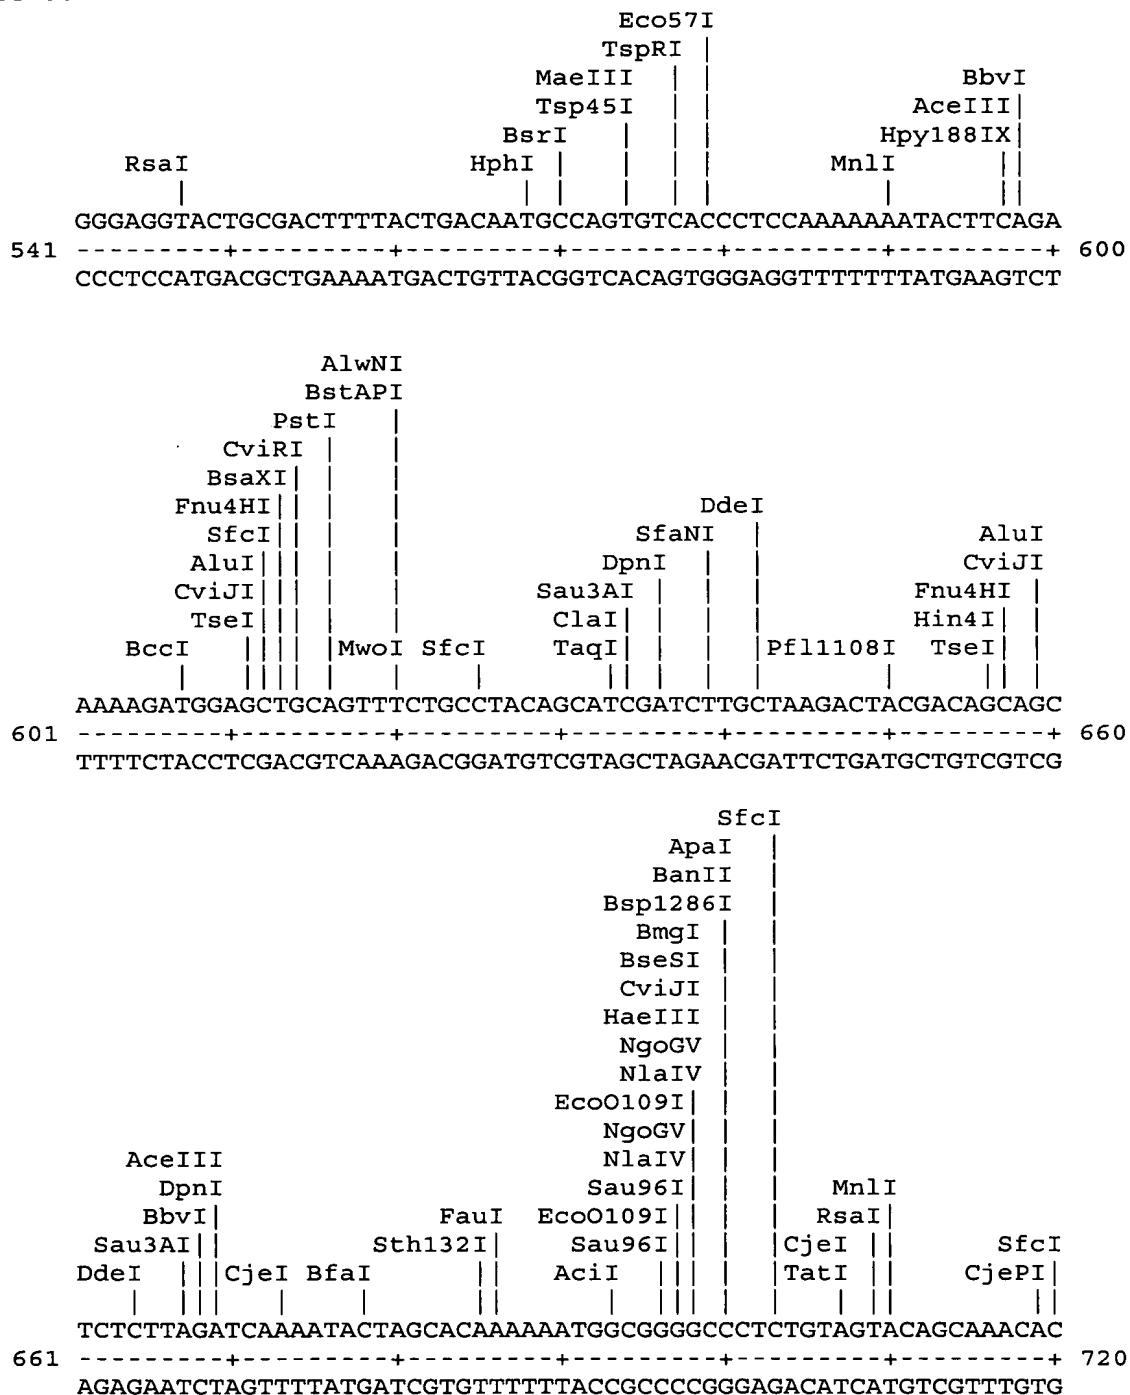 Eco57I
TspRI
MaeIII BbvI
Tsp45I AceIII
BsrI Hpy188IX
RsaI HphI MnlI
GGGAGGTACTGCGACTTTTACTGACAATGCCAGTGTCACCCTCCAAAAAAATACTTCAGA
541 ---------+---------+---------+---------+---------+---------+ 600
CCCTCCATGACGCTGAAAATGACTGTTACGGTCACAGTGGGAGGTTTTTTTATGAAGTCT
AlwNI
BstAPI
PstI
CviRI
BsaXI
Fnu4HI DdeI
SfcI SfaNI AluI
AluI DpnI CviJI
CviJI Sau3AI Fnu4HI
TseI ClaI Hin4I
BccI MwoI SfcI TaqI Pfl1108I TseI
AAAAGATGGAGCTGCAGTTTCTGCCTACAGCATCGATCTTGCTAAGACTACGACAGCAGC
601 ---------+---------+---------+---------+---------+---------+ 660
TTTTCTACCTCGACGTCAAAGACGGATGTCGTAGCTAGAACGATTCTGATGCTGTCGTCG
SfcI
ApaI
BanII
Bsp1286I
BmgI
BseSI
CviJI
HaeIII
NgoGV
NlaIV
EcoO109I
NgoGV
AceIII NlaIV
DpnI Sau96I MnlI
BbvI FauI EcoO109I RsaI
Sau3AI Sth132I Sau96I CjeI SfcI
DdeI CjeI BfaI AciI TatI CjePI
TCTCTTAGATCAAAATACTAGCACAAAAAATGGCGGGGCCCTCTGTAGTACAGCAAACAC
661 ---------+---------+---------+---------+---------+---------+ 720
AGAGAATCTAGTTTTATGATCGTGTTTTTTACCGCCCCGGGAGACATCATGTCGTTTGTG